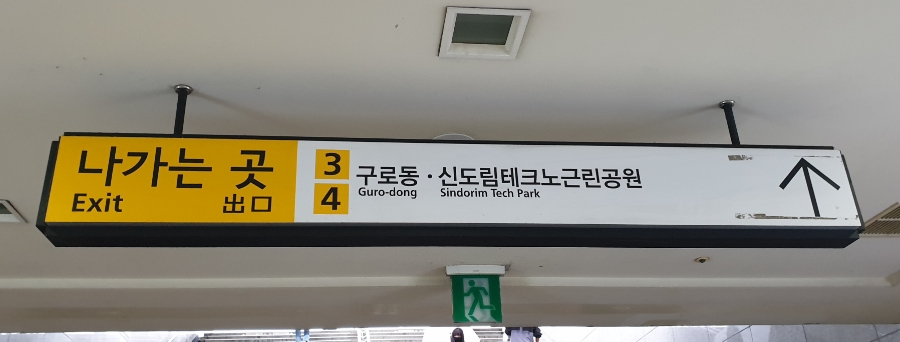 나가는 곳
Exit 出口
3
4
구로동 · 신도림테크노근린공원
Guro-dong Sindorim Tech Park